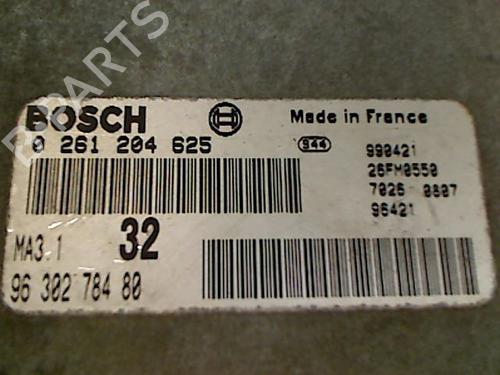 B PARTS
BOSCH
Made in France
0 261 204 625
944
990421
26FM0550
7026 0807
96421
MA3.1
32
96 302 784 80